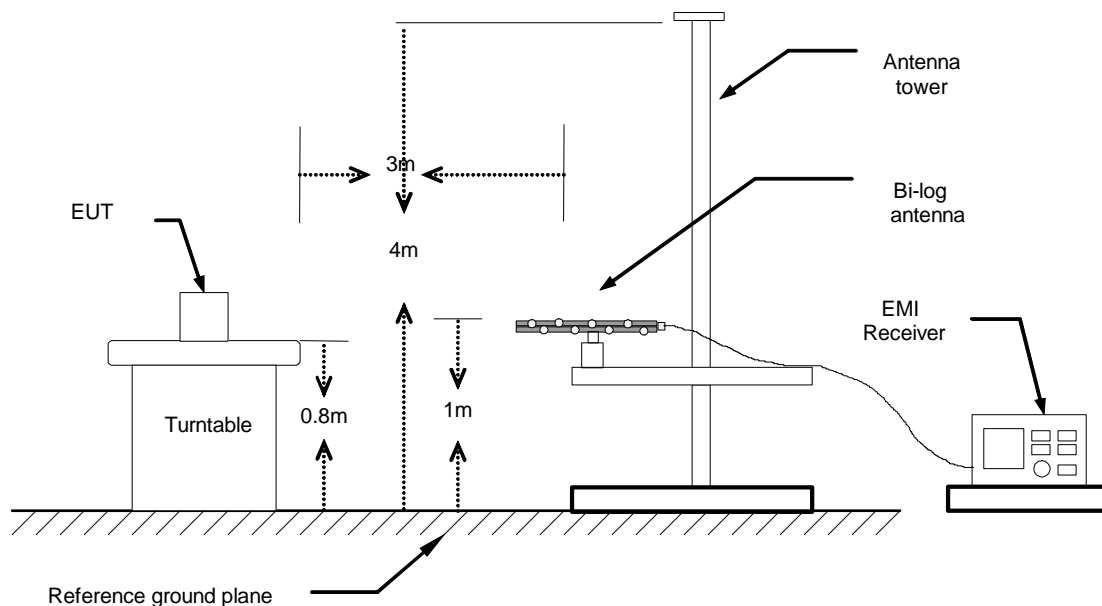 Antenna
tower
3m
Bi-log
antenna
EUT
4m
EMI
Receiver
0.8m
1m
Turntable
Reference ground plane